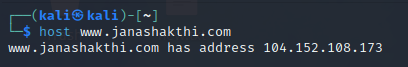 ┌──(kali㉿kali)-[~]
└─$ host www.janashakthi.com
www.janashakthi.com has address 104.152.108.173